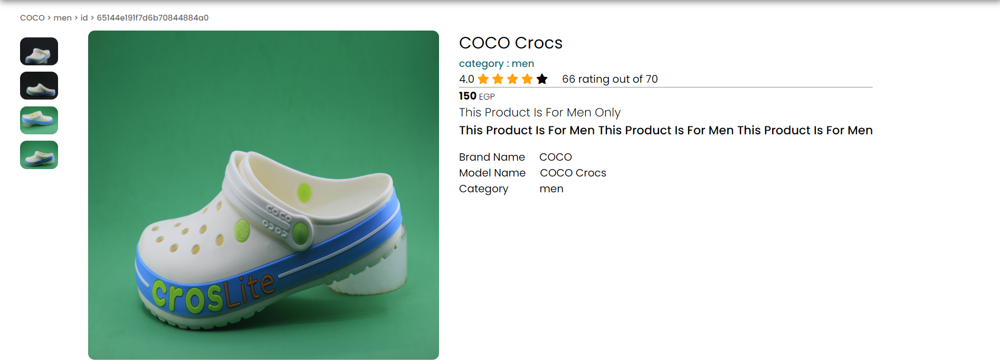 COCO > men > id > 65144e191f7d6b70844884a0
COCO Crocs
category : men
4.0 66 rating out of 70
150 EGP
This Product Is For Men Only
This Product Is For Men This Product Is For Men This Product Is For Men
Brand Name COCO
Model Name COCO Crocs
Category men
COCO
COCO
crosLite